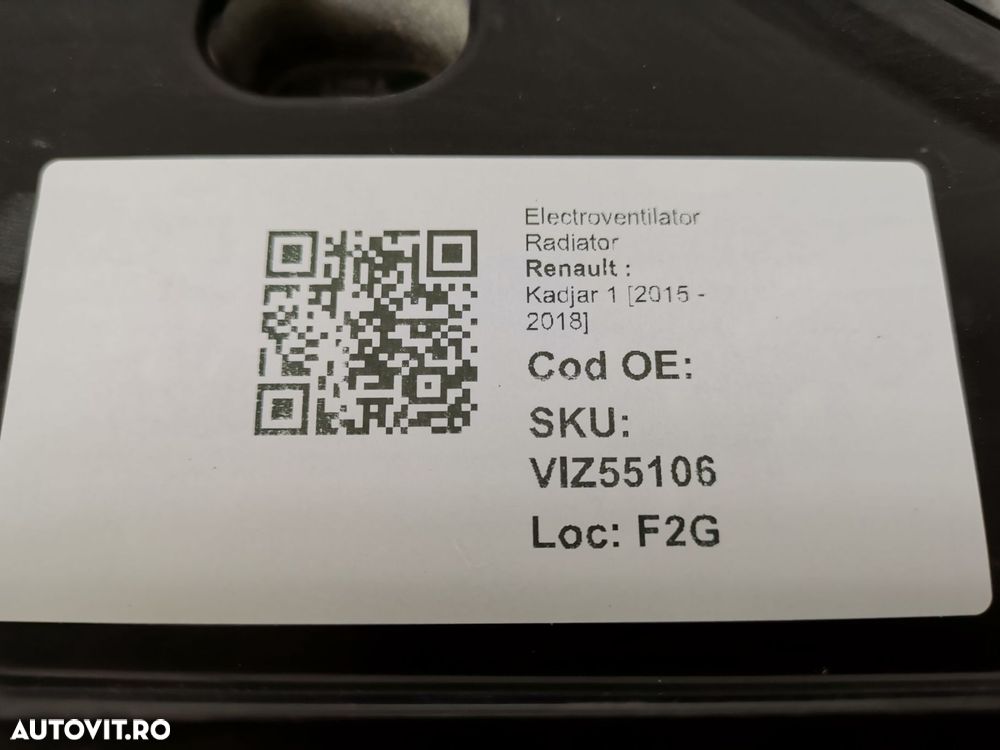 Electroventilator
Radiator
Renault :
Kadjar 1 [2015 -
2018]
Cod OE:
SKU:
VIZ55106
Loc: F2G
AUTOVIT.RO